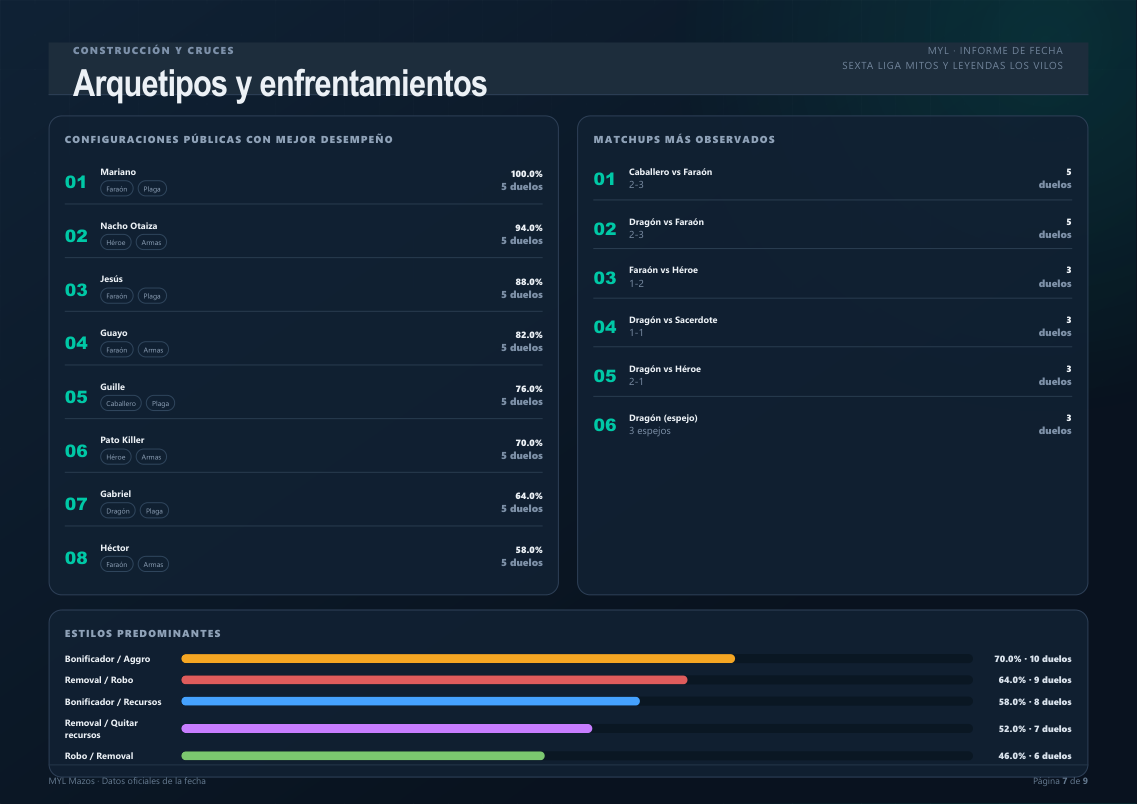 CONSTRUCCIÓN Y CRUCES
Arquetipos y enfrentamientos
MYL · INFORME DE FECHA
SEXTA LIGA MITOS Y LEYENDAS LOS VILOS
CONFIGURACIONES PÚBLICAS CON MEJOR DESEMPEÑO
01
Mariano
Faraón Plaga
100.0%
5 duelos
02
Nacho Otaiza
Héroe Armas
94.0%
5 duelos
03
Jesús
Faraón Plaga
88.0%
5 duelos
04
Guayo
Faraón Armas
82.0%
5 duelos
05
Guille
Caballero Plaga
76.0%
5 duelos
06
Pato Killer
Héroe Armas
70.0%
5 duelos
07
Gabriel
Dragón Plaga
64.0%
5 duelos
08
Héctor
Faraón Armas
58.0%
5 duelos
MATCHUPS MÁS OBSERVADOS
01
Caballero vs Faraón
2-3
5
duelos
02
Dragón vs Faraón
2-3
5
duelos
03
Faraón vs Héroe
1-2
3
duelos
04
Dragón vs Sacerdote
1-1
3
duelos
05
Dragón vs Héroe
2-1
3
duelos
06
Dragón (espejo)
3 espejos
3
duelos
ESTILOS PREDOMINANTES
Bonificador / Aggro 70.0% · 10 duelos
Removal / Robo 64.0% · 9 duelos
Bonificador / Recursos 58.0% · 8 duelos
Removal / Quitar
recursos
52.0% · 7 duelos
Robo / Removal 46.0% · 6 duelos
MYL Mazos · Datos oficiales de la fecha
Página 7 de 9